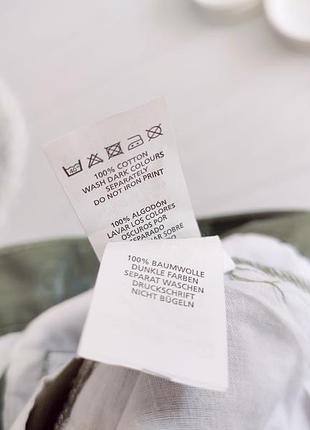 100% COTTON
WASH DARK COLOURS
SEPARATELY
DO NOT IRON PRINT
100% ALGODÓN
LAVAR LOS COLORES
OSCUROS POR
SEPARADO
SOBRE
100% BAUMWOLLE
DUNKLE FARBEN
SEPARAT WASCHEN
DRUCKSCHRIFT
NICHT BÜGELN